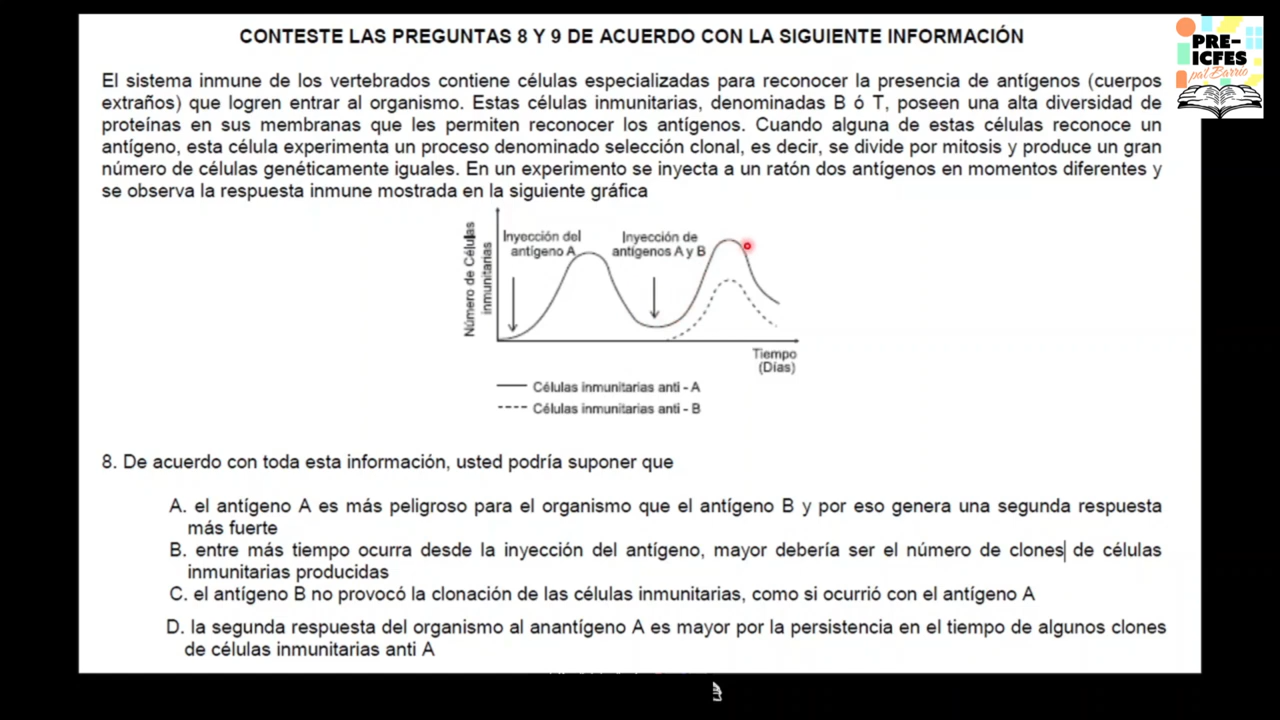 CONTESTE LAS PREGUNTAS 8 Y 9 DE ACUERDO CON LA SIGUIENTE INFORMACIÓN
PRE-
ICFES
pat Barrio
El sistema inmune de los vertebrados contiene células especializadas para reconocer la presencia de antígenos (cuerpos
extraños) que logren entrar al organismo. Estas células inmunitarias, denominadas B ó T, poseen una alta diversidad de
proteínas en sus membranas que les permiten reconocer los antígenos. Cuando alguna de estas células reconoce un
antígeno, esta célula experimenta un proceso denominado selección clonal, es decir, se divide por mitosis y produce un gran
número de células genéticamente iguales. En un experimento se inyecta a un ratón dos antígenos en momentos diferentes y
se observa la respuesta inmune mostrada en la siguiente gráfica
Número de Células
inmunitarias
Inyección del
antígeno A
Inyección de
antígenos A y B
Tiempo
(Días)
Células inmunitarias anti - A
Células inmunitarias anti - B
8. De acuerdo con toda esta información, usted podría suponer que
A. el antígeno A es más peligroso para el organismo que el antígeno B y por eso genera una segunda respuesta
más fuerte
B. entre más tiempo ocurra desde la inyección del antígeno, mayor debería ser el número de clones de células
inmunitarias producidas
C. el antígeno B no provocó la clonación de las células inmunitarias, como si ocurrió con el antígeno A
D. la segunda respuesta del organismo al anantígeno A es mayor por la persistencia en el tiempo de algunos clones
de células inmunitarias anti A